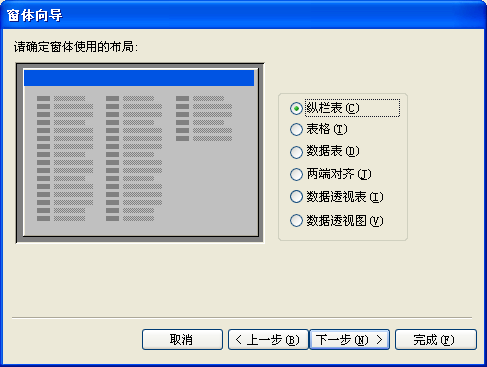 窗体向导
请确定窗体使用的布局:
纵栏表(C)
表格(T)
数据表(D)
两端对齐(J)
数据透视表(I)
数据透视图(V)
取消
< 上一步(B)
下一步(N) >
完成(F)